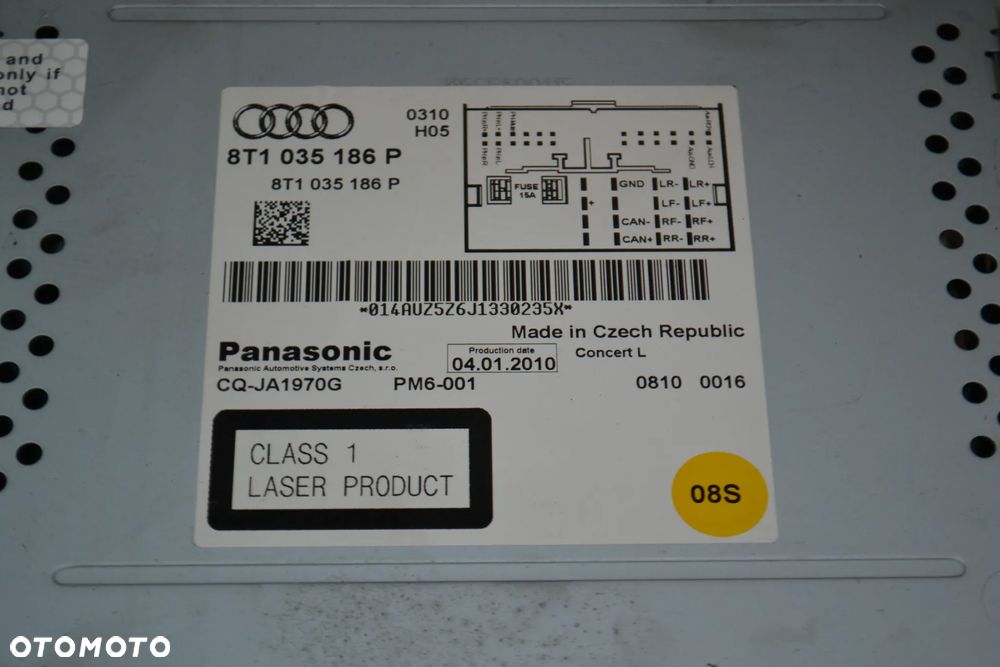 and
only if
not
d
0310
H05
8T1 035 186 P
8T1 035 186 P
FUSE
15A
+
GND LR- LR+
LF- LF+
CAN- RF- RF+
CAN+ RR- RR+
*014AUZ5Z6J1330235X*
Made in Czech Republic
Panasonic
Panasonic Automotive Systems Czech, s.r.o.
Production date
04.01.2010
Concert L
CQ-JA1970G PM6-001 0810 0016
CLASS 1
LASER PRODUCT
08S
OTOMOTO